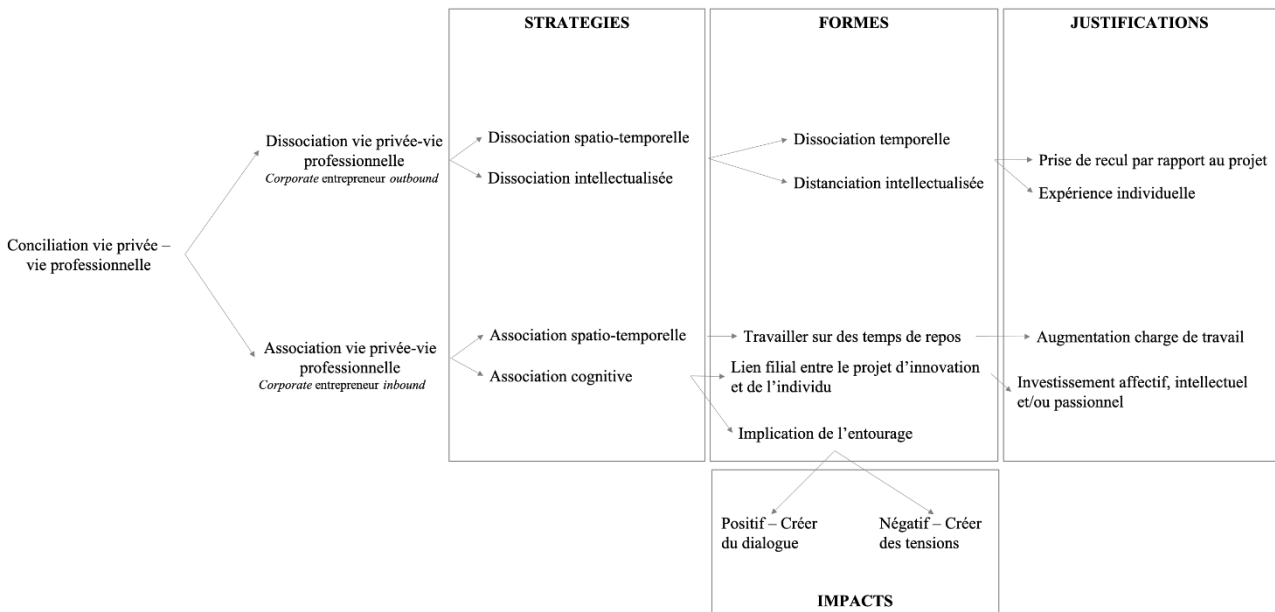 STRATEGIES
FORMES
JUSTIFICATIONS
Conciliation vie privée –
vie professionnelle
Dissociation vie privée-vie
professionnelle
Corporate entrepreneur outbound
Dissociation spatio-temporelle
Dissociation intellectualisée
Dissociation temporelle
Distanciation intellectualisée
Prise de recul par rapport au projet
Expérience individuelle
Association vie privée-vie
professionnelle
Corporate entrepreneur inbound
Association spatio-temporelle
Association cognitive
Travailler sur des temps de repos
Lien filial entre le projet d’innovation
et de l’individu
Implication de l’entourage
Augmentation charge de travail
Investissement affectif, intellectuel
et/ou passionnel
Positif – Créer
du dialogue
Négatif – Créer
des tensions
IMPACTS